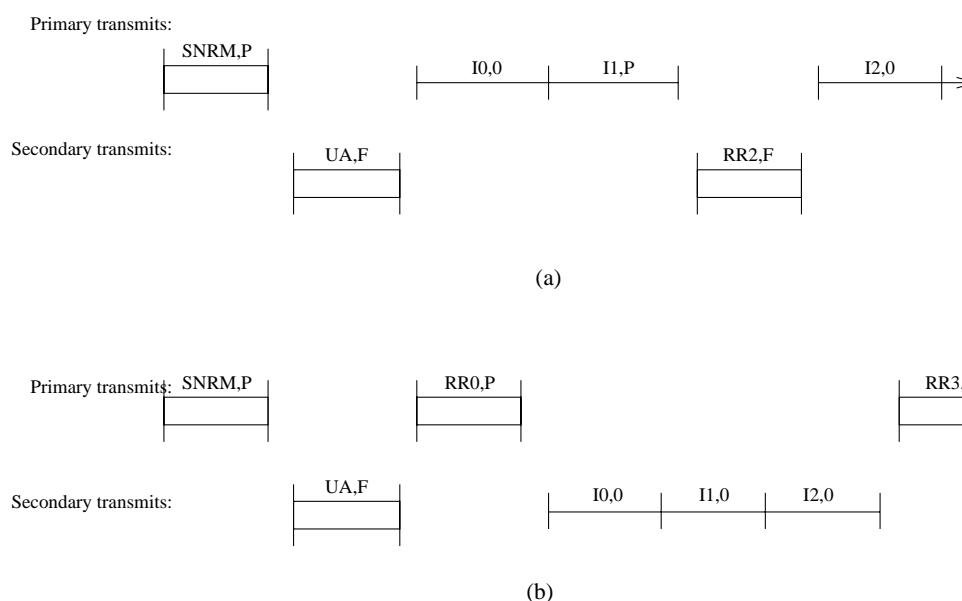 Primary transmits:
SNRM,P
I0,0
I1,P
I2,0
Secondary transmits:
UA,F
RR2,F
(a)
Primary transmits:
SNRM,P
RR0,P
RR3,
Secondary transmits:
UA,F
I0,0
I1,0
I2,0
(b)